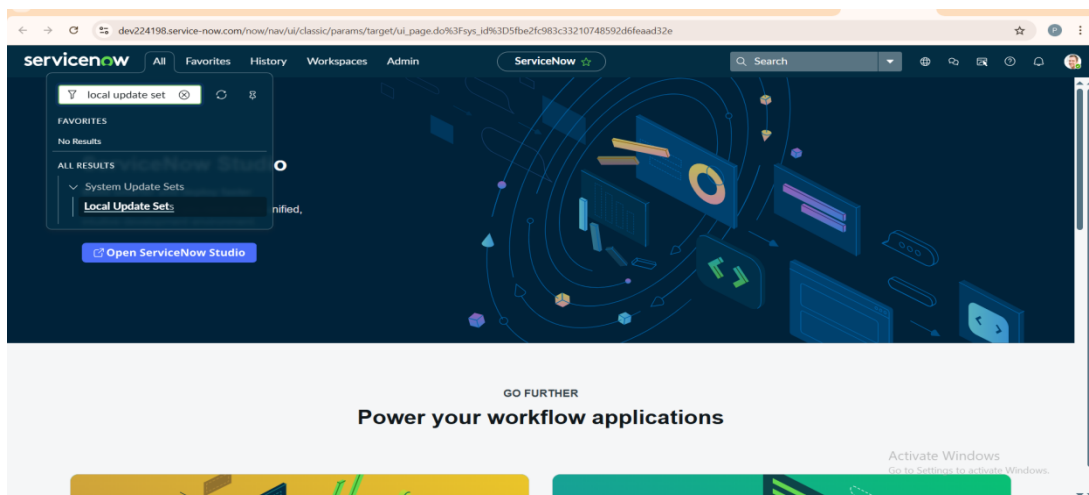 dev224198.service-now.com/now/nav/ui/classic/params/target/ui_page.do%3Fsys_id%3D5fbe2fc983c33210748592d6feaad32e
P
servicenow All Favorites History Workspaces Admin ServiceNow Search
local update set
FAVORITES
No Results
ALL RESULTS
ServiceNow Studio
System Update Sets
Local Update Sets
nified,
Open ServiceNow Studio
GO FURTHER
Power your workflow applications
Activate Windows
Go to Settings to activate Windows.